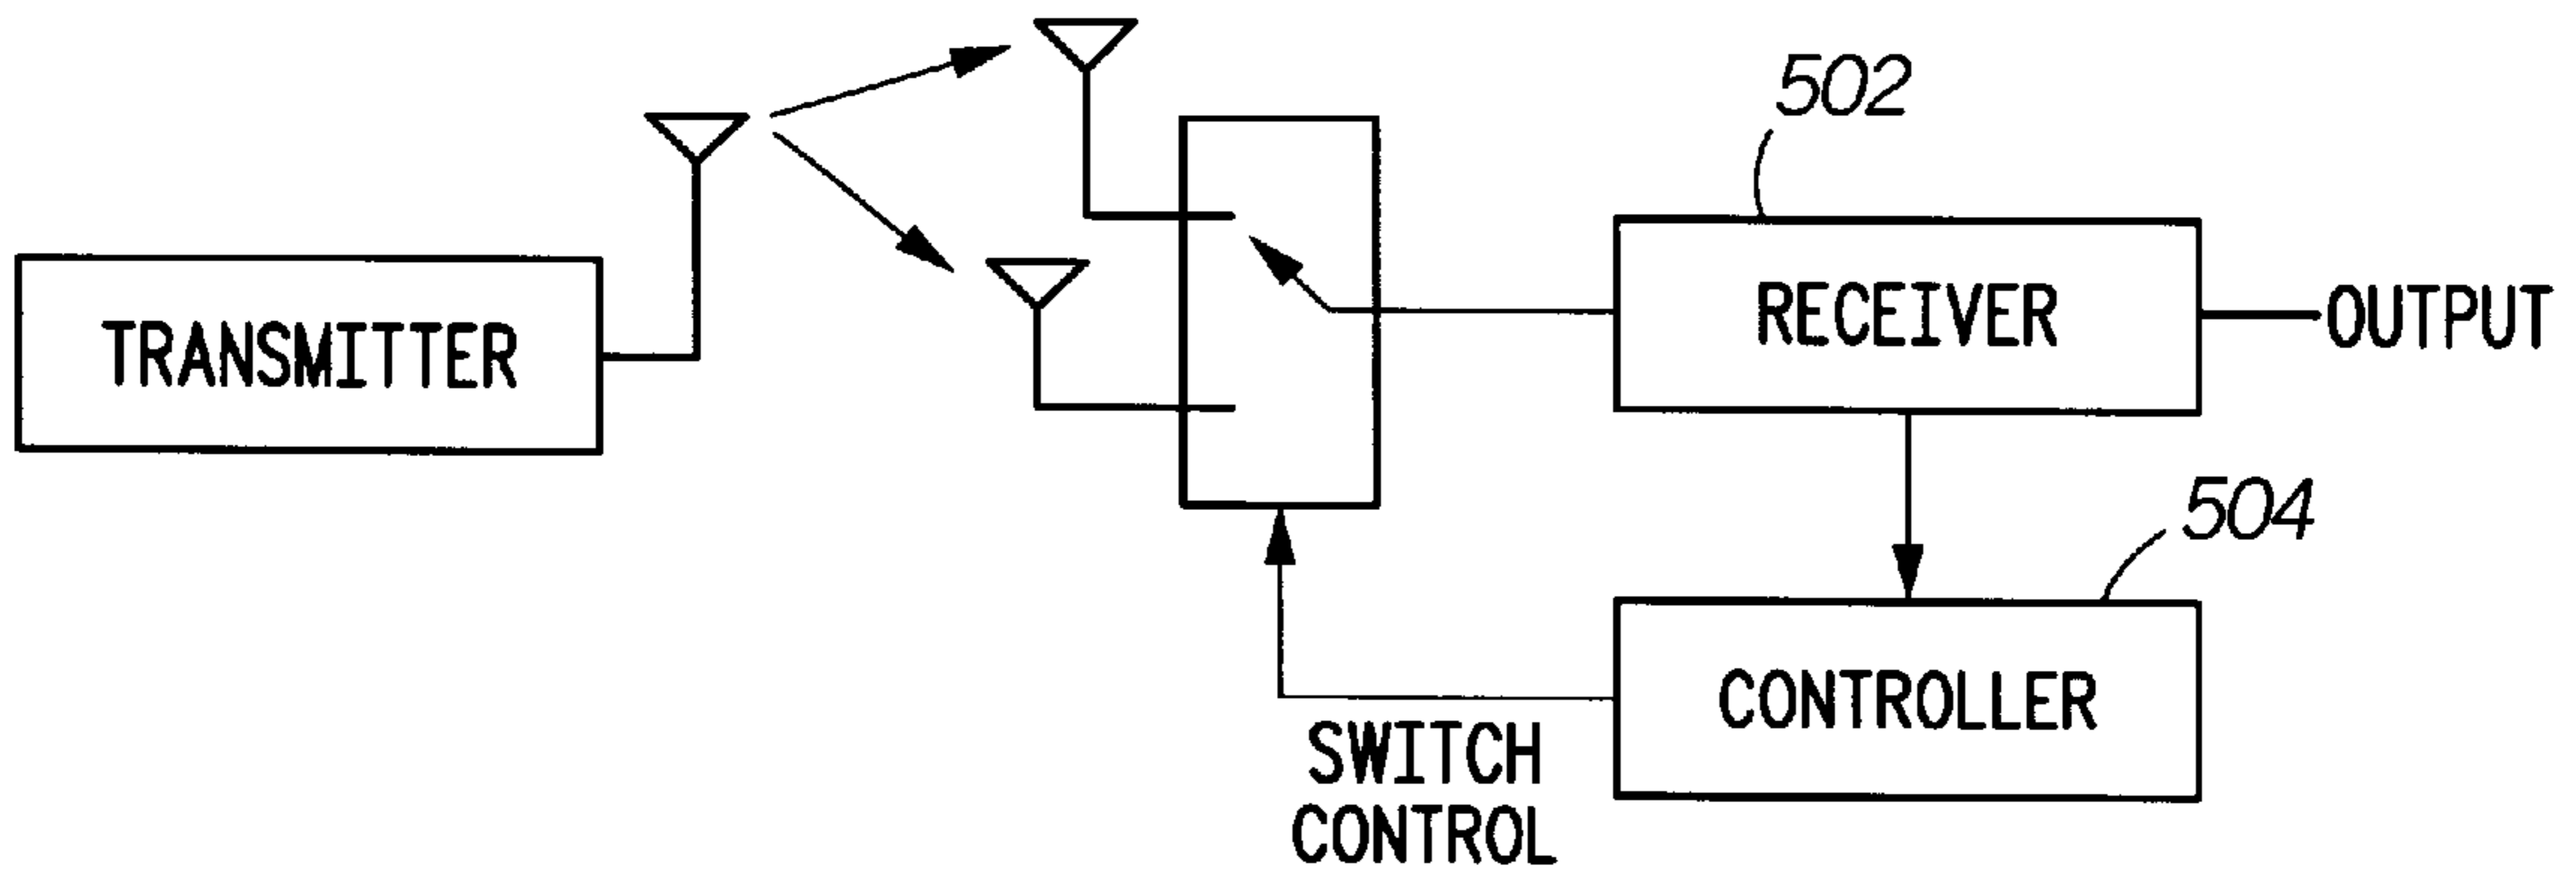 502
TRANSMITTER
RECEIVER
OUTPUT
504
CONTROLLER
SWITCH
CONTROL